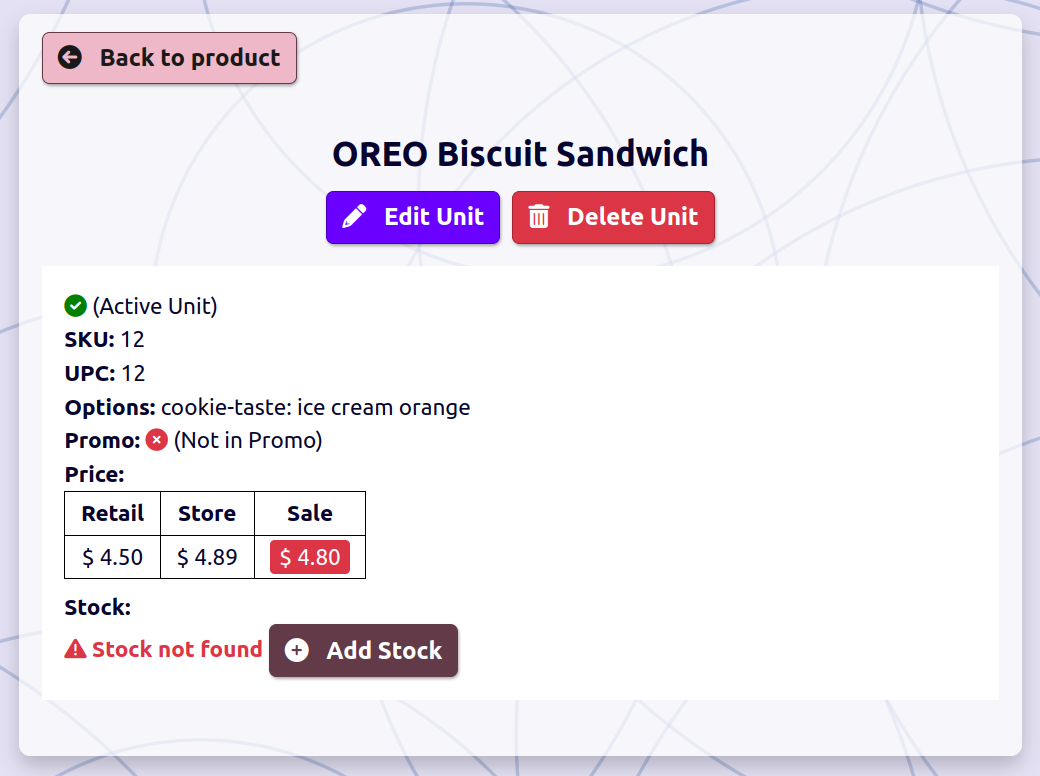 Back to product
OREO Biscuit Sandwich
Edit Unit Delete Unit
(Active Unit)
SKU: 12
UPC: 12
Options: cookie-taste: ice cream orange
Promo: (Not in Promo)
Price:
Retail Store Sale
$ 4.50 $ 4.89 $ 4.80
Stock:
Stock not found Add Stock